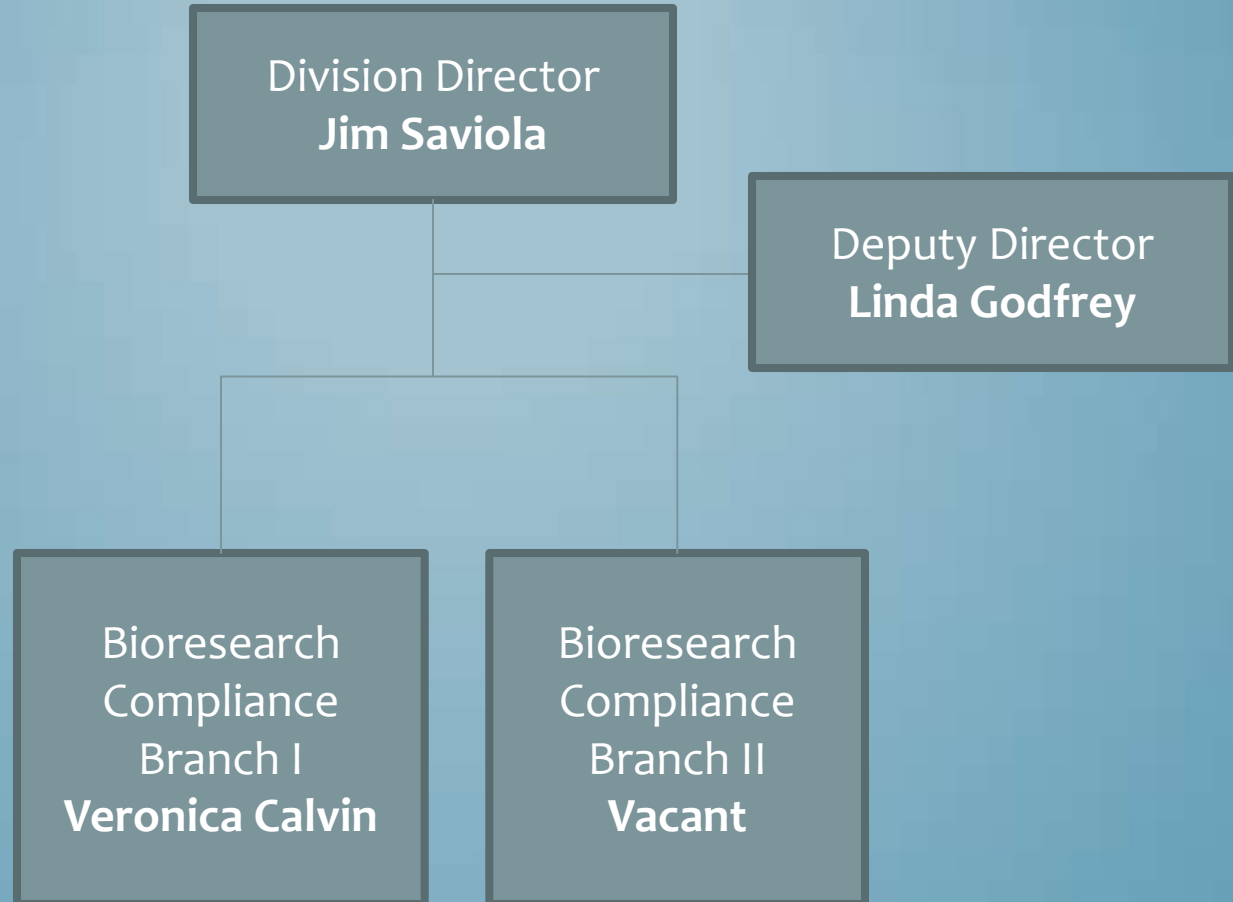 Division Director
Jim Saviola
Deputy Director
Linda Godfrey
Bioresearch
Compliance
Branch I
Veronica Calvin
Bioresearch
Compliance
Branch II
Vacant